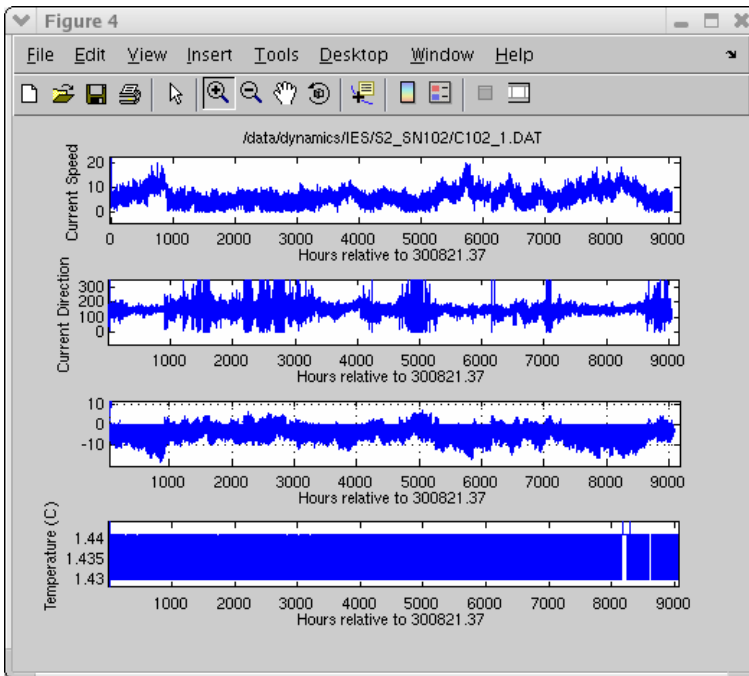 Figure 4
File Edit View Insert Tools Desktop Window Help
/data/dynamics/IES/S2_SN102/C102_1.DAT
Current Speed
20
10
0
0 1000 2000 3000 4000 5000 6000 7000 8000 9000
Hours relative to 300821.37
Current Direction
300
200
100
0
1000 2000 3000 4000 5000 6000 7000 8000 9000
Hours relative to 300821.37
10
0
-10
1000 2000 3000 4000 5000 6000 7000 8000 9000
Hours relative to 300821.37
Temperature (C)
1.44
1.435
1.43
1000 2000 3000 4000 5000 6000 7000 8000 9000
Hours relative to 300821.37